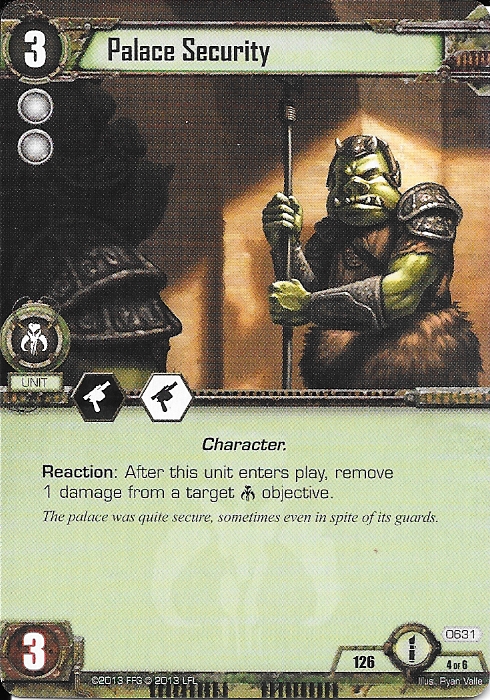 3
Palace Security
UNIT
Character.
Reaction: After this unit enters play, remove
1 damage from a target objective.
The palace was quite secure, sometimes even in spite of its guards.
3
0631
126
4 OF 6
©2013 FFG © 2013 LFL
Illus. Ryan Valle